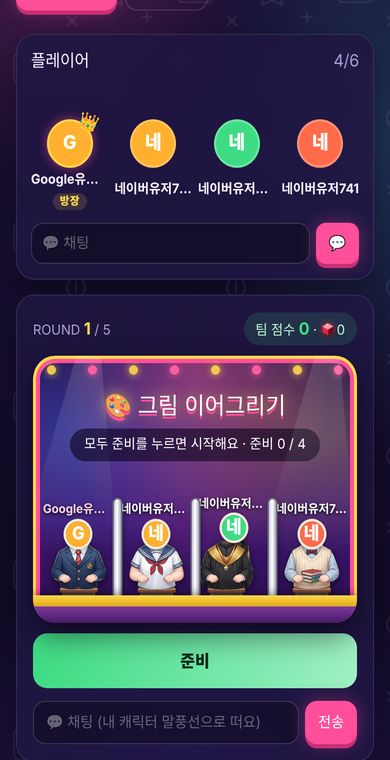 플레이어 4/6
G 네 네 네
Google유... 네이버유저7... 네이버유저... 네이버유저741
방장
💬 채팅 💬
ROUND 1 / 5 팀 점수 0 · 0
🎨 그림 이어그리기
모두 준비를 누르면 시작해요 · 준비 0 / 4
Google유... 네이버유저... 네이버유저... 네이버유저7...
G 네 네 네
준비
💬 채팅 (내 캐릭터 말풍선으로 떠요) 전송